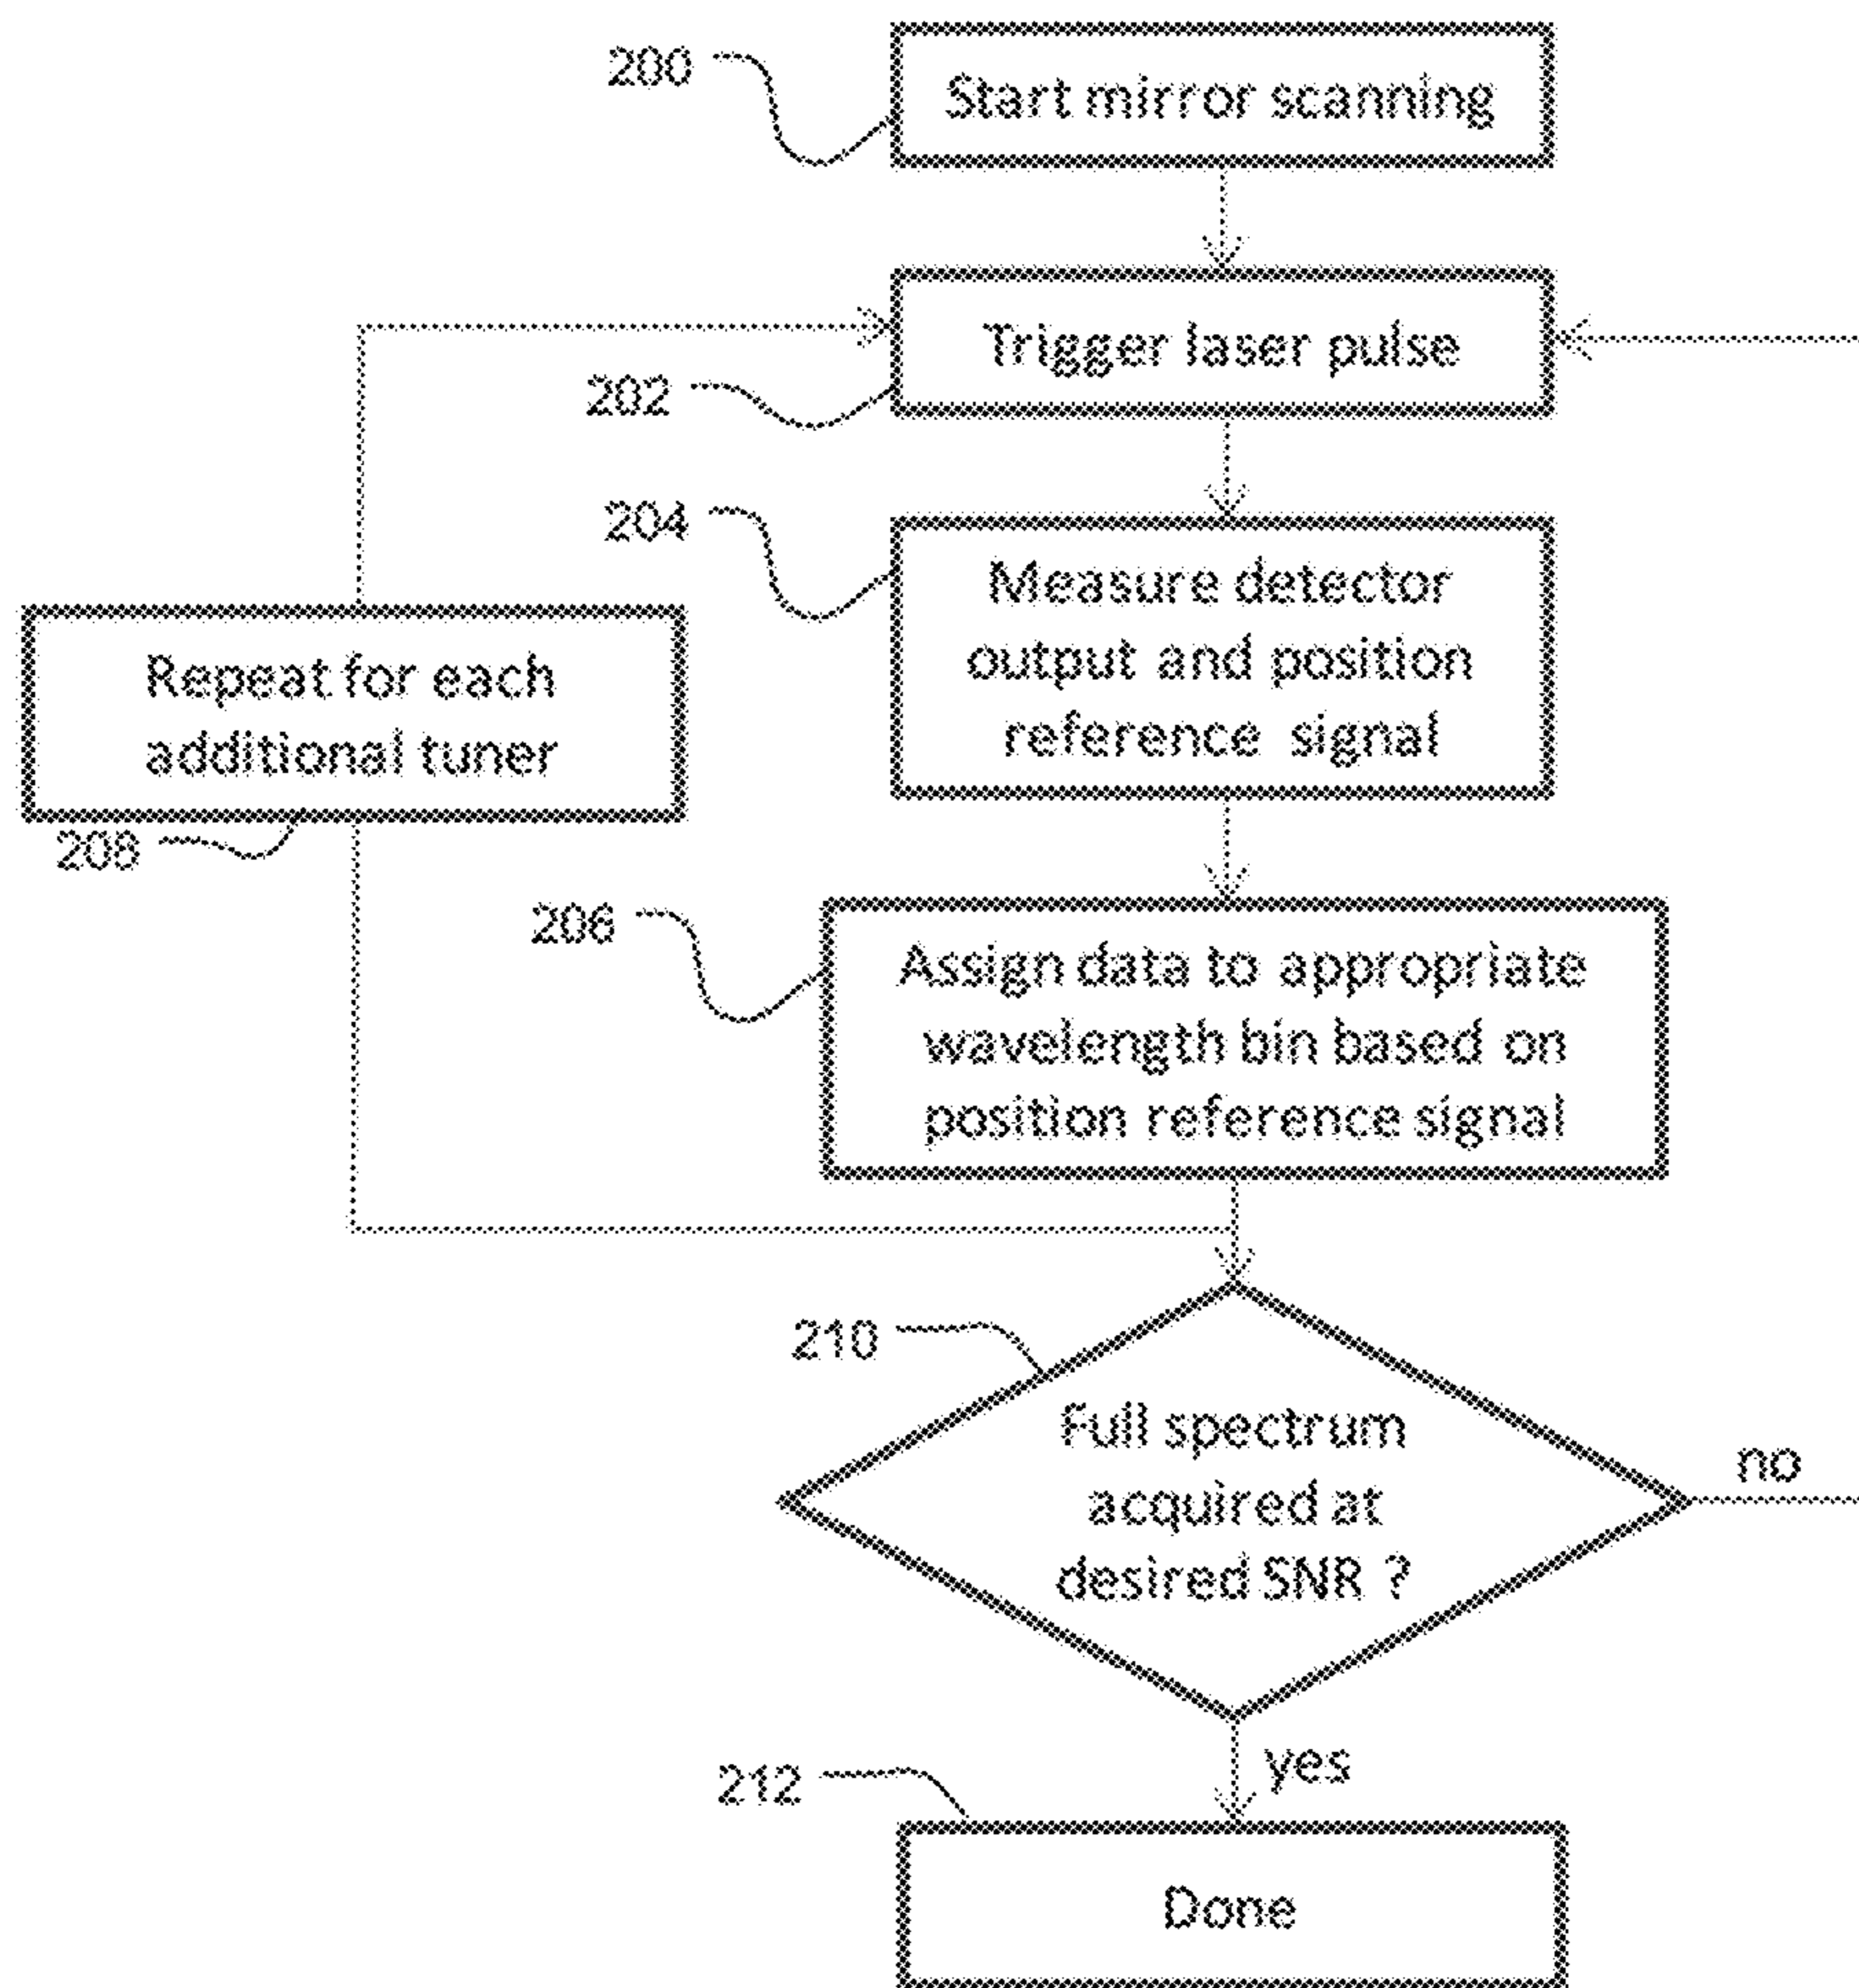 200
Start mirror scanning
Trigger laser pulse
202
204
Measure detector
output and position
reference signal
Repeat for each
additional tuner
208
206
Assign data to appropriate
wavelength bin based on
position reference signal
210
Full spectrum
acquired at
desired SNR ?
no
yes
212
Done